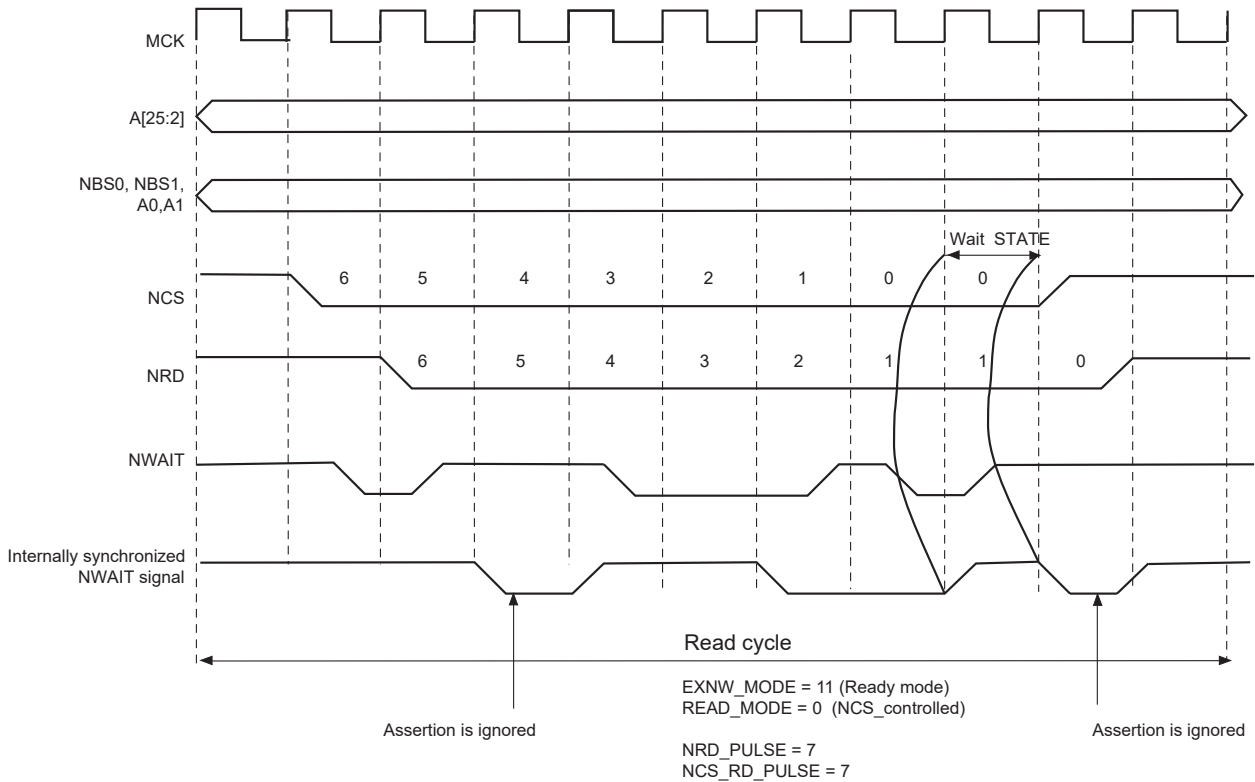 MCK
A[25:2]
NBS0, NBS1,
A0,A1
Wait STATE
NCS
6 5 4 3 2 1 0 0
NRD
6 5 4 3 2 1 1 0
NWAIT
Internally synchronized
NWAIT signal
Read cycle
EXNW_MODE = 11 (Ready mode)
READ_MODE = 0 (NCS_controlled)
Assertion is ignored
Assertion is ignored
NRD_PULSE = 7
NCS_RD_PULSE = 7